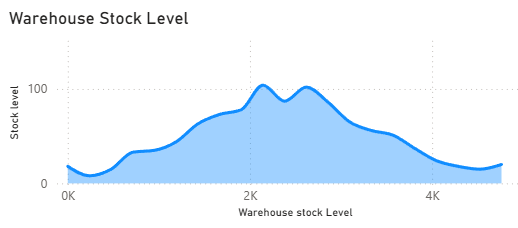 Warehouse Stock Level
100
Stock level
0
0K 2K 4K
Warehouse stock Level